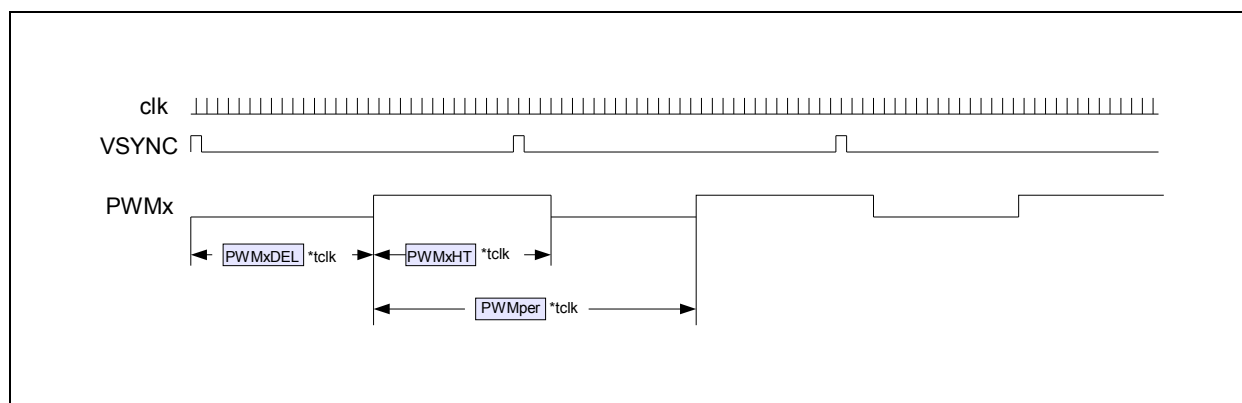 clk
VSYNC
PWMx
PWMxDEL *tclk PWMxHT *tclk
PWMper *tclk